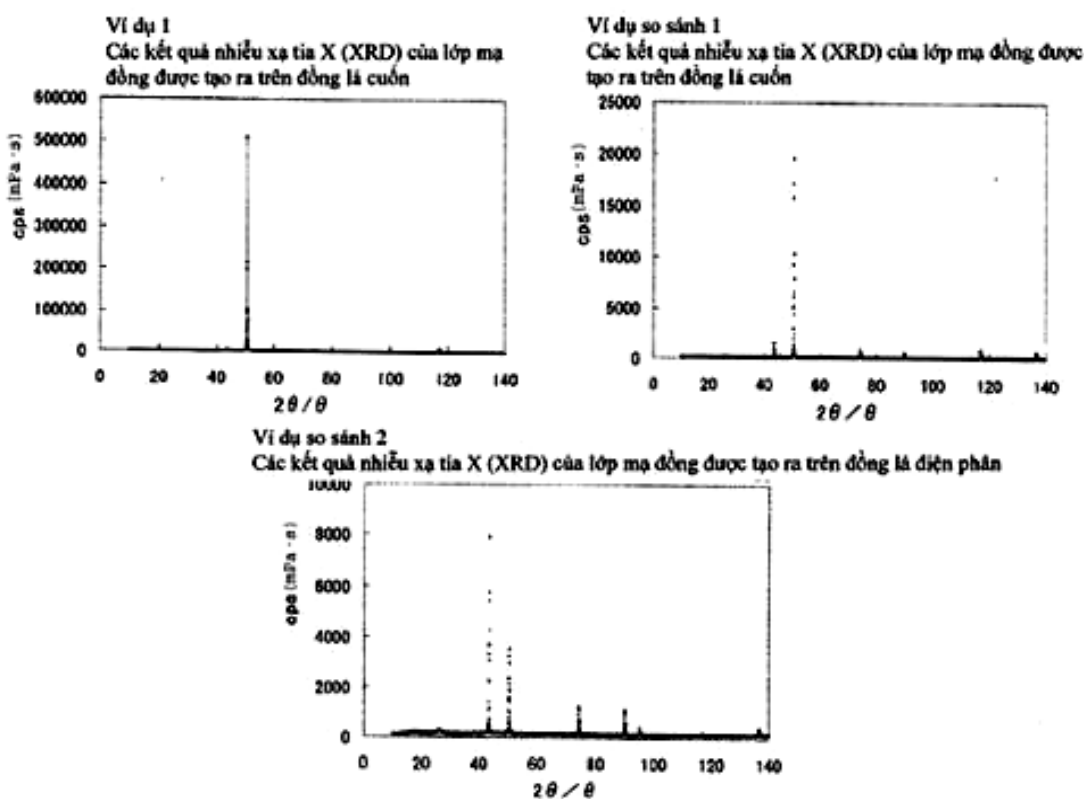 Ví dụ 1
Các kết quả nhiễu xạ tia X (XRD) của lớp mạ
đồng được tạo ra trên đồng lá cuốn
600000
500000
400000
300000
200000
100000
0
cps (mPa·s)
0 20 40 60 80 100 120 140
2θ/θ
Ví dụ so sánh 1
Các kết quả nhiễu xạ tia X (XRD) của lớp mạ đồng được
tạo ra trên đồng lá cuốn
25000
20000
15000
10000
5000
0
cps (mPa·s)
0 20 40 60 80 100 120 140
2θ/θ
Ví dụ so sánh 2
Các kết quả nhiễu xạ tia X (XRD) của lớp mạ đồng được tạo ra trên đồng lá điện phân
10000
8000
6000
4000
2000
0
cps (mPa·s)
0 20 40 60 80 100 120 140
2θ/θ